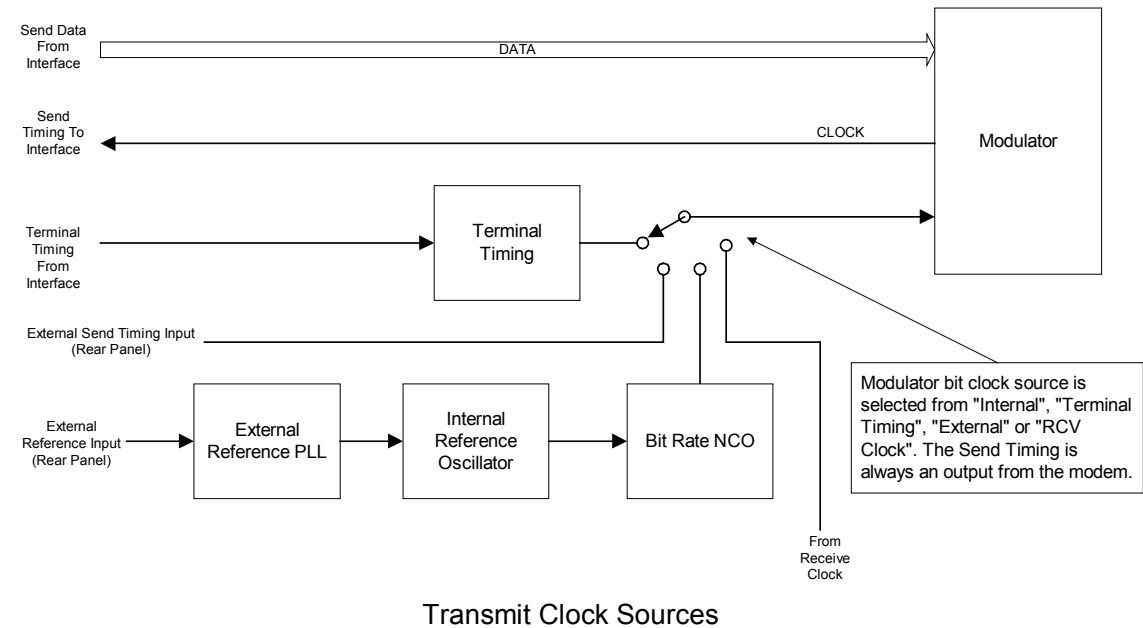 Send Data
From
Interface
DATA
Send
Timing To
Interface
CLOCK
Modulator
Terminal
Timing
From
Interface
Terminal
Timing
External Send Timing Input
(Rear Panel)
External
Reference Input
(Rear Panel)
External
Reference PLL
Internal
Reference
Oscillator
Bit Rate NCO
Modulator bit clock source is
selected from "Internal", "Terminal
Timing", "External" or "RCV
Clock". The Send Timing is
always an output from the modem.
From
Receive
Clock
Transmit Clock Sources